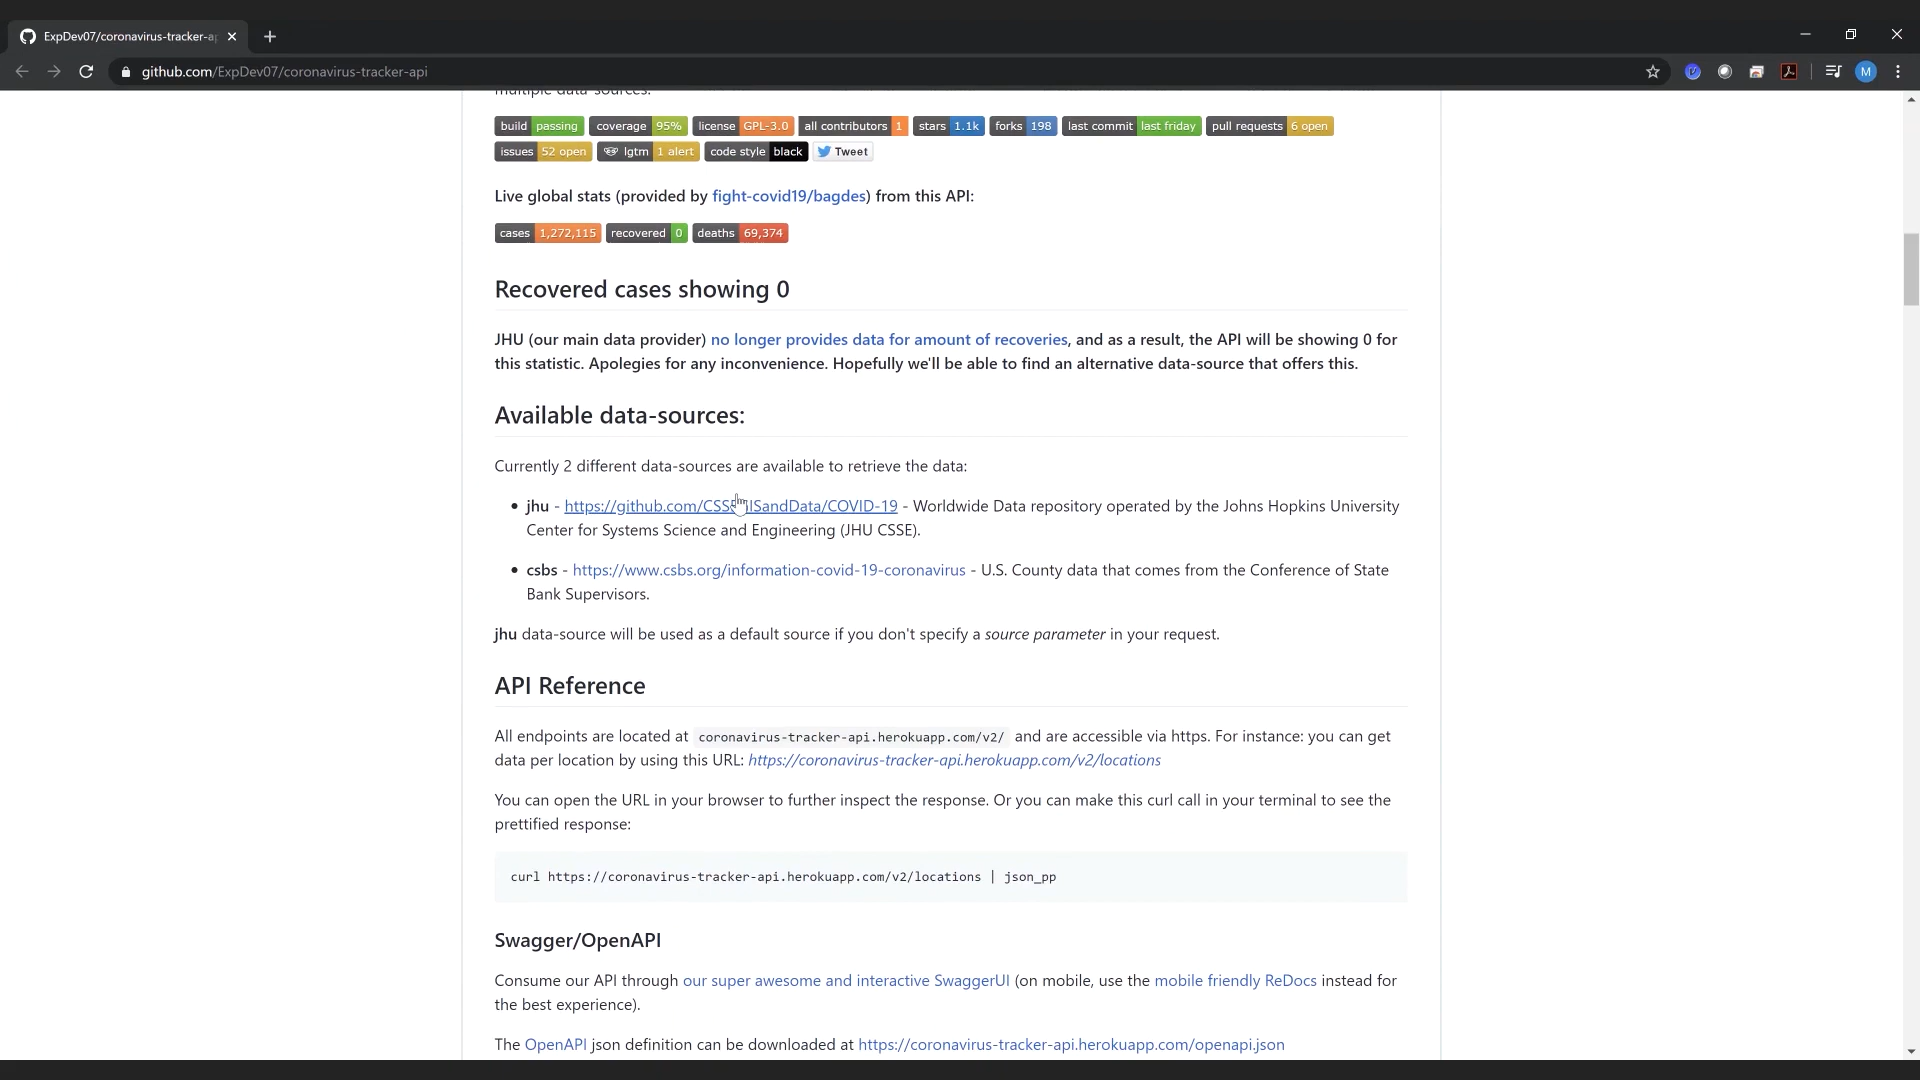 ExpDev07/coronavirus-tracker-ap
github.com/ExpDev07/coronavirus-tracker-api
M
multiple data-sources.
build passing coverage 95% license GPL-3.0 all contributors 1 stars 1.1k forks 198 last commit last friday pull requests 6 open
issues 52 open lgtm 1 alert code style black Tweet
Live global stats (provided by fight-covid19/bagdes) from this API:
cases 1,272,115 recovered 0 deaths 69,374
Recovered cases showing 0
JHU (our main data provider) no longer provides data for amount of recoveries, and as a result, the API will be showing 0 for
this statistic. Apolegies for any inconvenience. Hopefully we'll be able to find an alternative data-source that offers this.
Available data-sources:
Currently 2 different data-sources are available to retrieve the data:
• jhu - https://github.com/CSSEGISandData/COVID-19 - Worldwide Data repository operated by the Johns Hopkins University
Center for Systems Science and Engineering (JHU CSSE).
• csbs - https://www.csbs.org/information-covid-19-coronavirus - U.S. County data that comes from the Conference of State
Bank Supervisors.
jhu data-source will be used as a default source if you don't specify a source parameter in your request.
API Reference
All endpoints are located at coronavirus-tracker-api.herokuapp.com/v2/ and are accessible via https. For instance: you can get
data per location by using this URL: https://coronavirus-tracker-api.herokuapp.com/v2/locations
You can open the URL in your browser to further inspect the response. Or you can make this curl call in your terminal to see the
prettified response:
curl https://coronavirus-tracker-api.herokuapp.com/v2/locations | json_pp
Swagger/OpenAPI
Consume our API through our super awesome and interactive SwaggerUI (on mobile, use the mobile friendly ReDocs instead for
the best experience).
The OpenAPI json definition can be downloaded at https://coronavirus-tracker-api.herokuapp.com/openapi.json